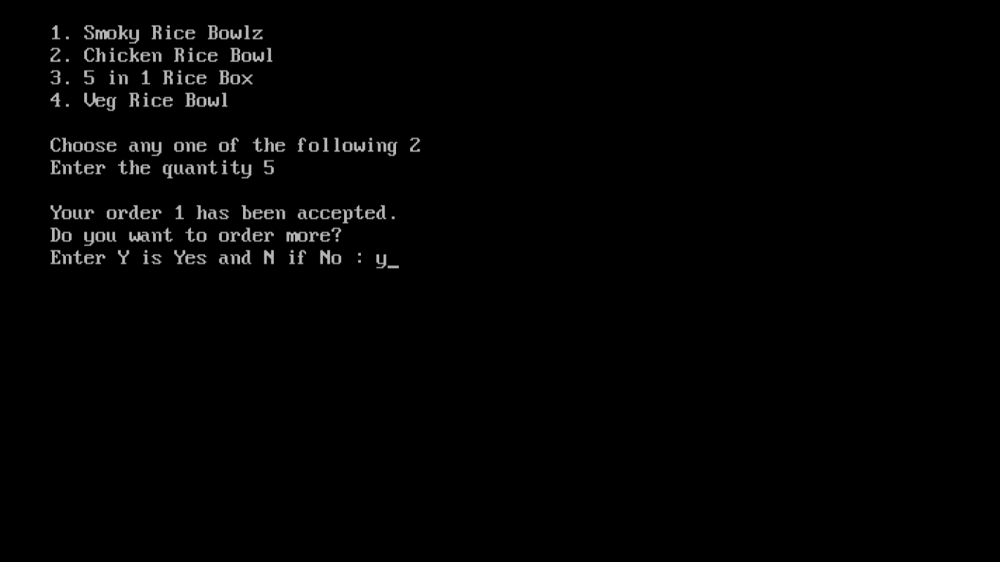 1. Smoky Rice Bowlz
2. Chicken Rice Bowl
3. 5 in 1 Rice Box
4. Veg Rice Bowl
Choose any one of the following 2
Enter the quantity 5
Your order 1 has been accepted.
Do you want to order more?
Enter Y is Yes and N if No : y_